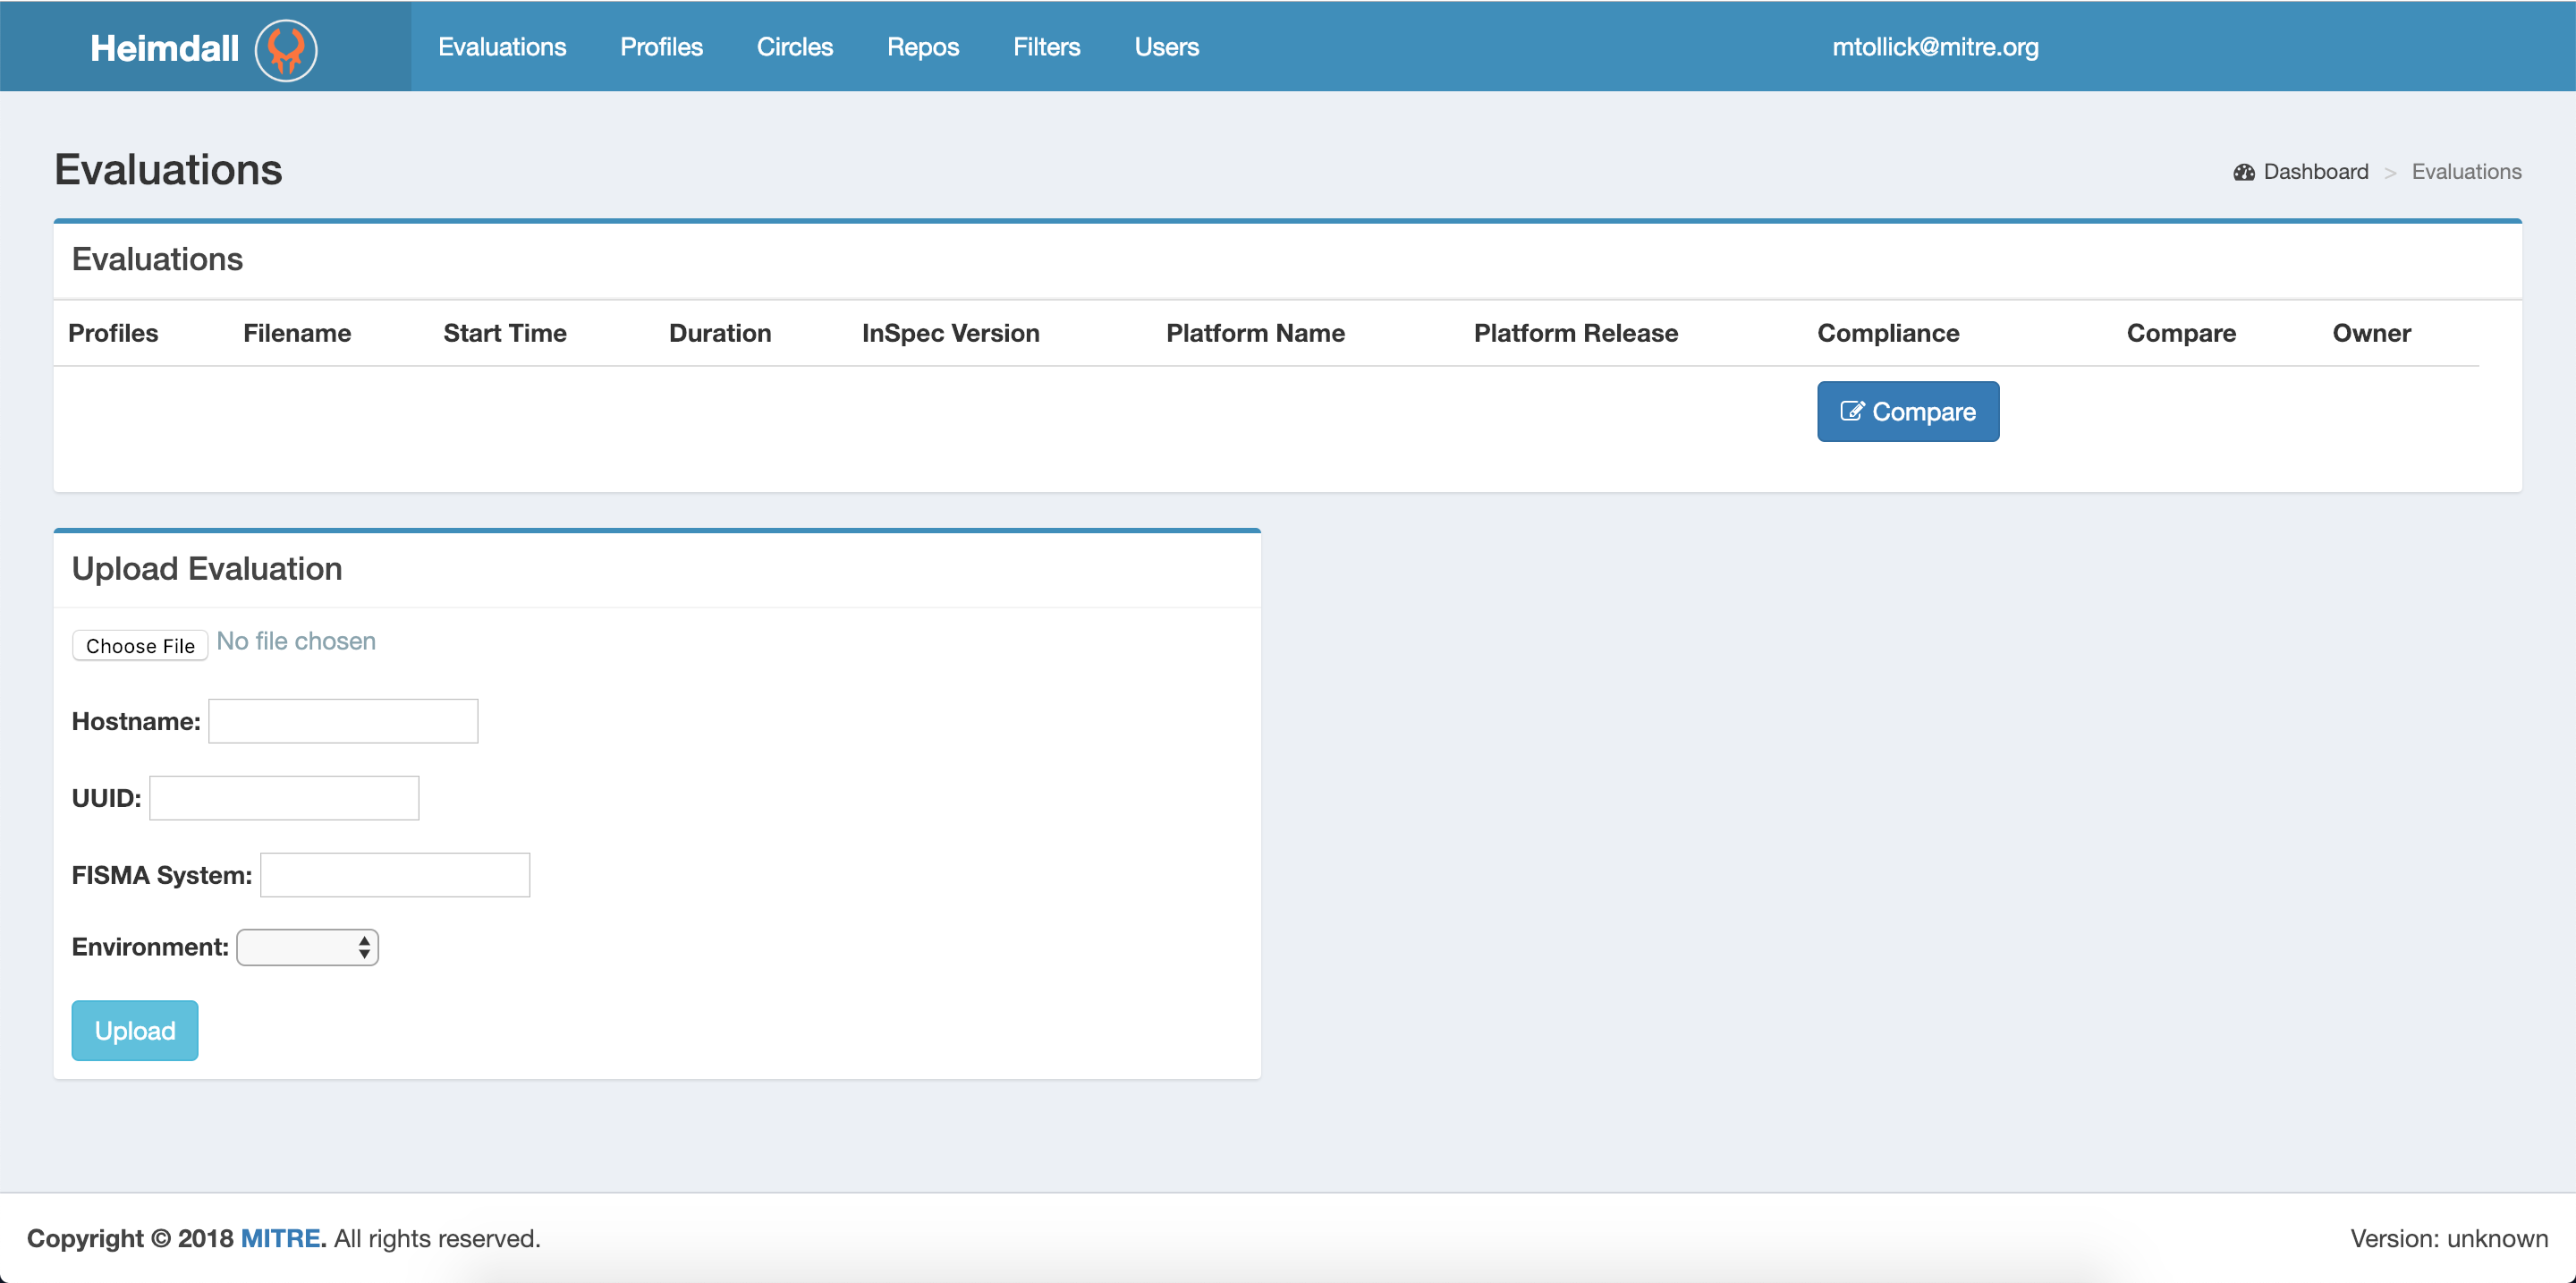 Heimdall Evaluations Profiles Circles Repos Filters Users mtollick@mitre.org
Evaluations
Dashboard > Evaluations
Evaluations
Profiles Filename Start Time Duration InSpec Version Platform Name Platform Release Compliance Compare Owner
Compare
Upload Evaluation
Choose File No file chosen
Hostname:
UUID:
FISMA System:
Environment:
Upload
Copyright © 2018 MITRE. All rights reserved.
Version: unknown